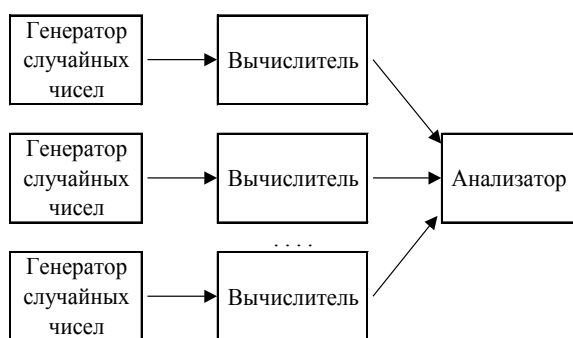 Генератор
случайных
чисел
Вычислитель
Генератор
случайных
чисел
Вычислитель
Анализатор
. . . .
Генератор
случайных
чисел
Вычислитель